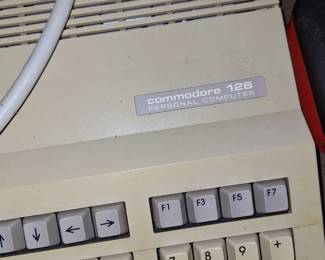 commodore 128
PERSONAL COMPUTER
↑ ↓ ← → F1 F3 F5 F7
7 8 9 +